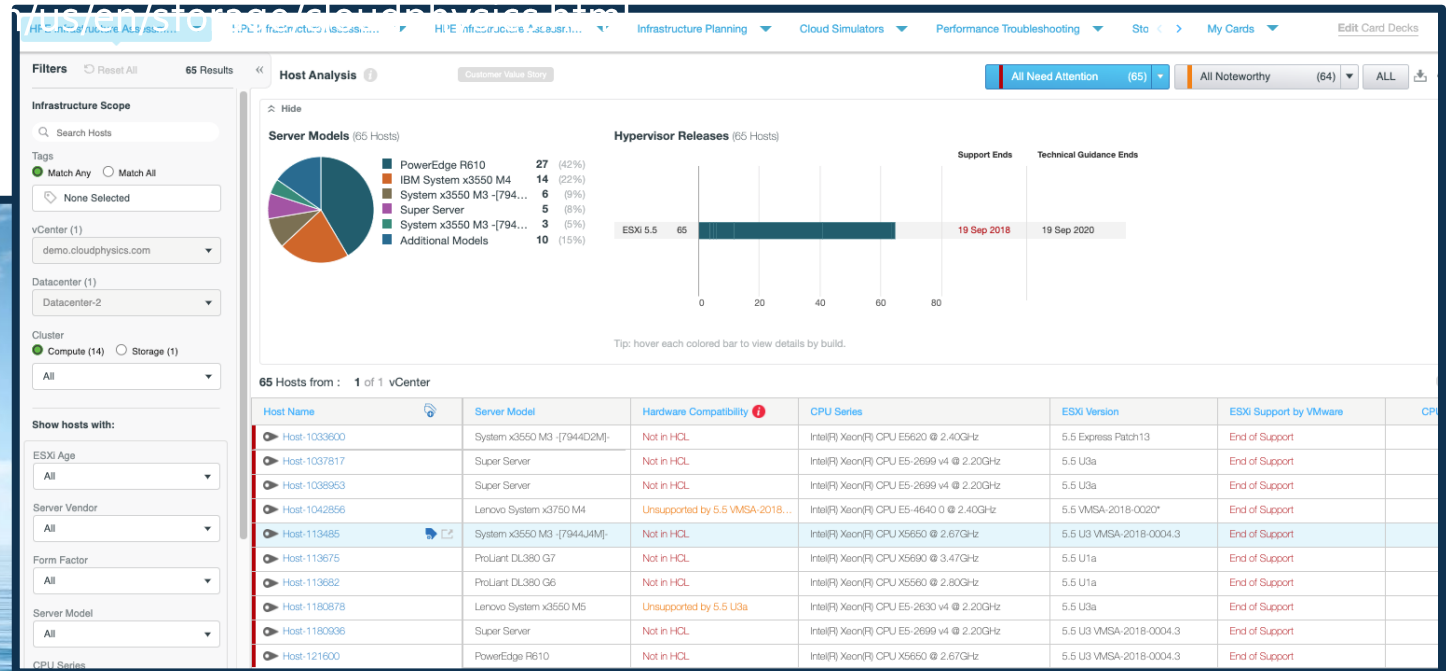 n/us/en/storage/cloudphysics.html
HPE Infrastructure Assessm...
HPE Infrastructure Assessm...
HPE Infrastructure Assessm...
Infrastructure Planning
Cloud Simulators
Performance Troubleshooting
Sto
My Cards
Edit Card Decks
Filters
Reset All
65 Results
Host Analysis
Customer Value Story
All Need Attention (65)
All Noteworthy (64)
ALL
Infrastructure Scope
Search Hosts
Tags
Match Any
Match All
None Selected
vCenter (1)
demo.cloudphysics.com
Datacenter (1)
Datacenter-2
Cluster
Compute (14)
Storage (1)
All
Show hosts with:
ESXi Age
All
Server Vendor
All
Form Factor
All
Server Model
All
CPU Series
Hide
Server Models (65 Hosts)
PowerEdge R610 27 (42%)
IBM System x3550 M4 14 (22%)
System x3550 M3 -[794... 6 (9%)
Super Server 5 (8%)
System x3550 M3 -[794... 3 (5%)
Additional Models 10 (15%)
Hypervisor Releases (65 Hosts)
Support Ends Technical Guidance Ends
ESXi 5.5 65 19 Sep 2018 19 Sep 2020
0 20 40 60 80
Tip: hover each colored bar to view details by build.
65 Hosts from : 1 of 1 vCenter
Host Name Server Model Hardware Compatibility CPU Series ESXi Version ESXi Support by VMware CPU
Host-1033600 System x3550 M3 -[7944D2M]- Not in HCL Intel(R) Xeon(R) CPU E5620 @ 2.40GHz 5.5 Express Patch13 End of Support
Host-1037817 Super Server Not in HCL Intel(R) Xeon(R) CPU E5-2699 v4 @ 2.20GHz 5.5 U3a End of Support
Host-1038953 Super Server Not in HCL Intel(R) Xeon(R) CPU E5-2699 v4 @ 2.20GHz 5.5 U3a End of Support
Host-1042856 Lenovo System x3750 M4 Unsupported by 5.5 VMSA-2018... Intel(R) Xeon(R) CPU E5-4640 0 @ 2.40GHz 5.5 VMSA-2018-0020* End of Support
Host-113485 System x3550 M3 -[7944J4M]- Not in HCL Intel(R) Xeon(R) CPU X5650 @ 2.67GHz 5.5 U3 VMSA-2018-0004.3 End of Support
Host-113675 ProLiant DL380 G7 Not in HCL Intel(R) Xeon(R) CPU X5690 @ 3.47GHz 5.5 U1a End of Support
Host-113682 ProLiant DL380 G6 Not in HCL Intel(R) Xeon(R) CPU X5560 @ 2.80GHz 5.5 U1a End of Support
Host-1180878 Lenovo System x3550 M5 Unsupported by 5.5 U3a Intel(R) Xeon(R) CPU E5-2630 v4 @ 2.20GHz 5.5 U3a End of Support
Host-1180936 Super Server Not in HCL Intel(R) Xeon(R) CPU E5-2699 v4 @ 2.20GHz 5.5 U3 VMSA-2018-0004.3 End of Support
Host-121600 PowerEdge R610 Not in HCL Intel(R) Xeon(R) CPU X5650 @ 2.67GHz 5.5 U3 VMSA-2018-0004.3 End of Support